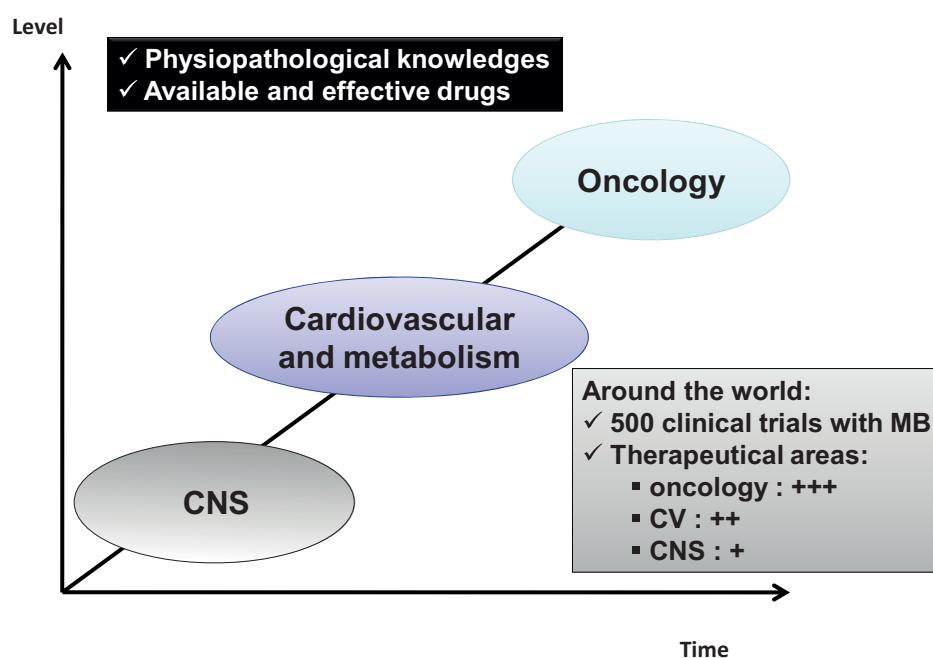 Level
✓ Physiopathological knowledges
✓ Available and effective drugs
Oncology
Cardiovascular
and metabolism
Around the world:
✓ 500 clinical trials with MB
✓ Therapeutical areas:
▪ oncology : +++
▪ CV : ++
▪ CNS : +
CNS
Time